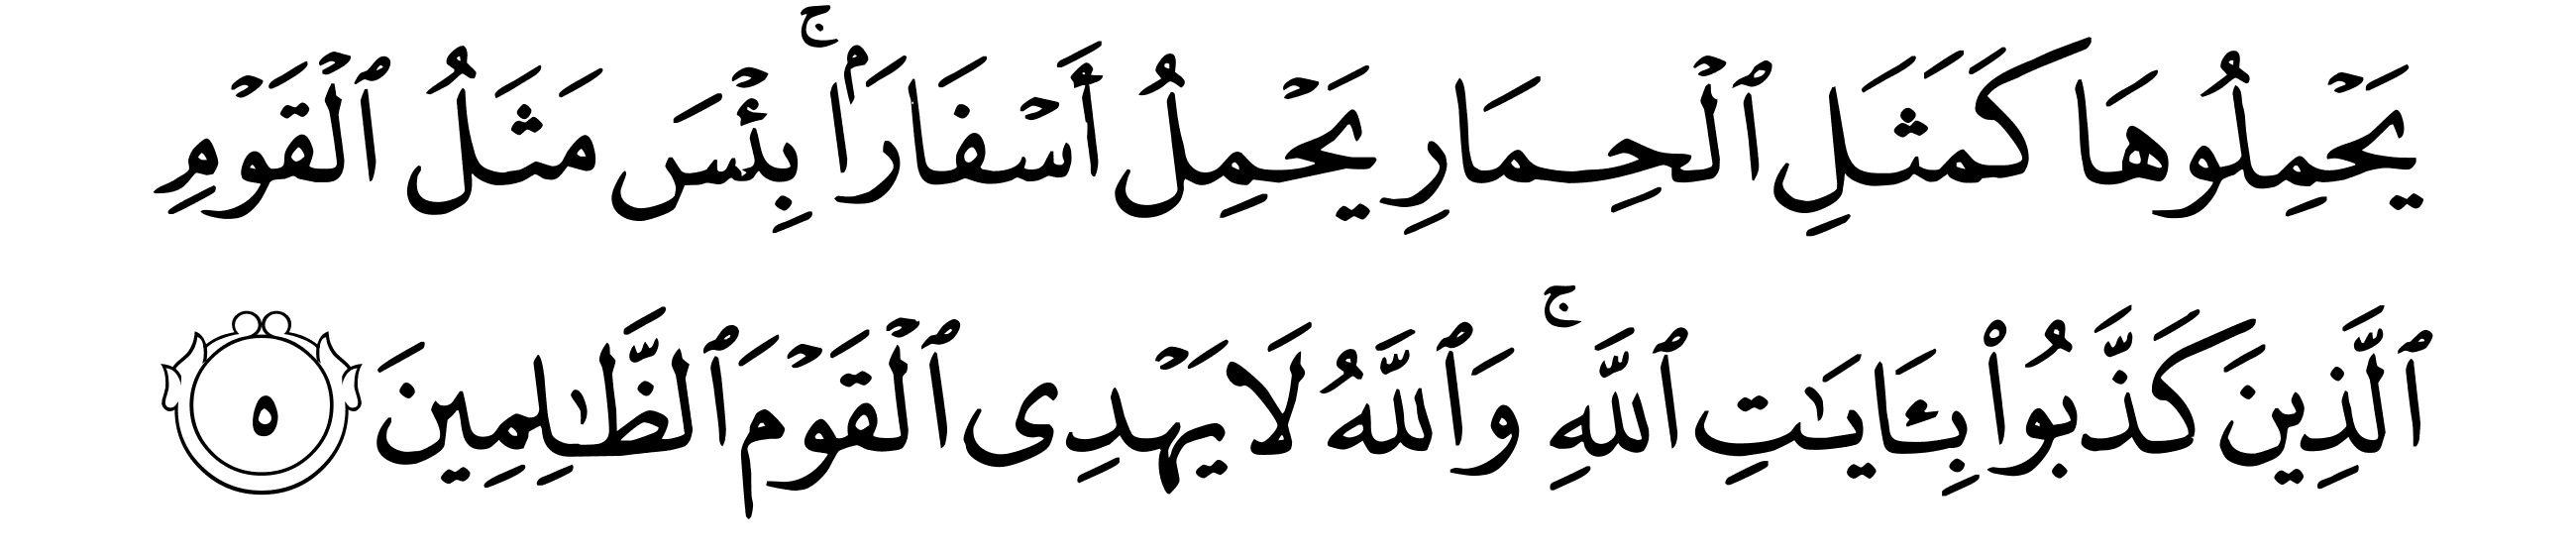 يَحْمِلُوهَا كَمَثَلِ ٱلْحِمَارِ يَحْمِلُ أَسْفَارَۢا ۚ بِئْسَ مَثَلُ ٱلْقَوْمِ
ٱلَّذِينَ كَذَّبُوا۟ بِـَٔايَـٰتِ ٱللَّهِ ۚ وَٱللَّهُ لَا يَهْدِى ٱلْقَوْمَ ٱلظَّـٰلِمِينَ ٥